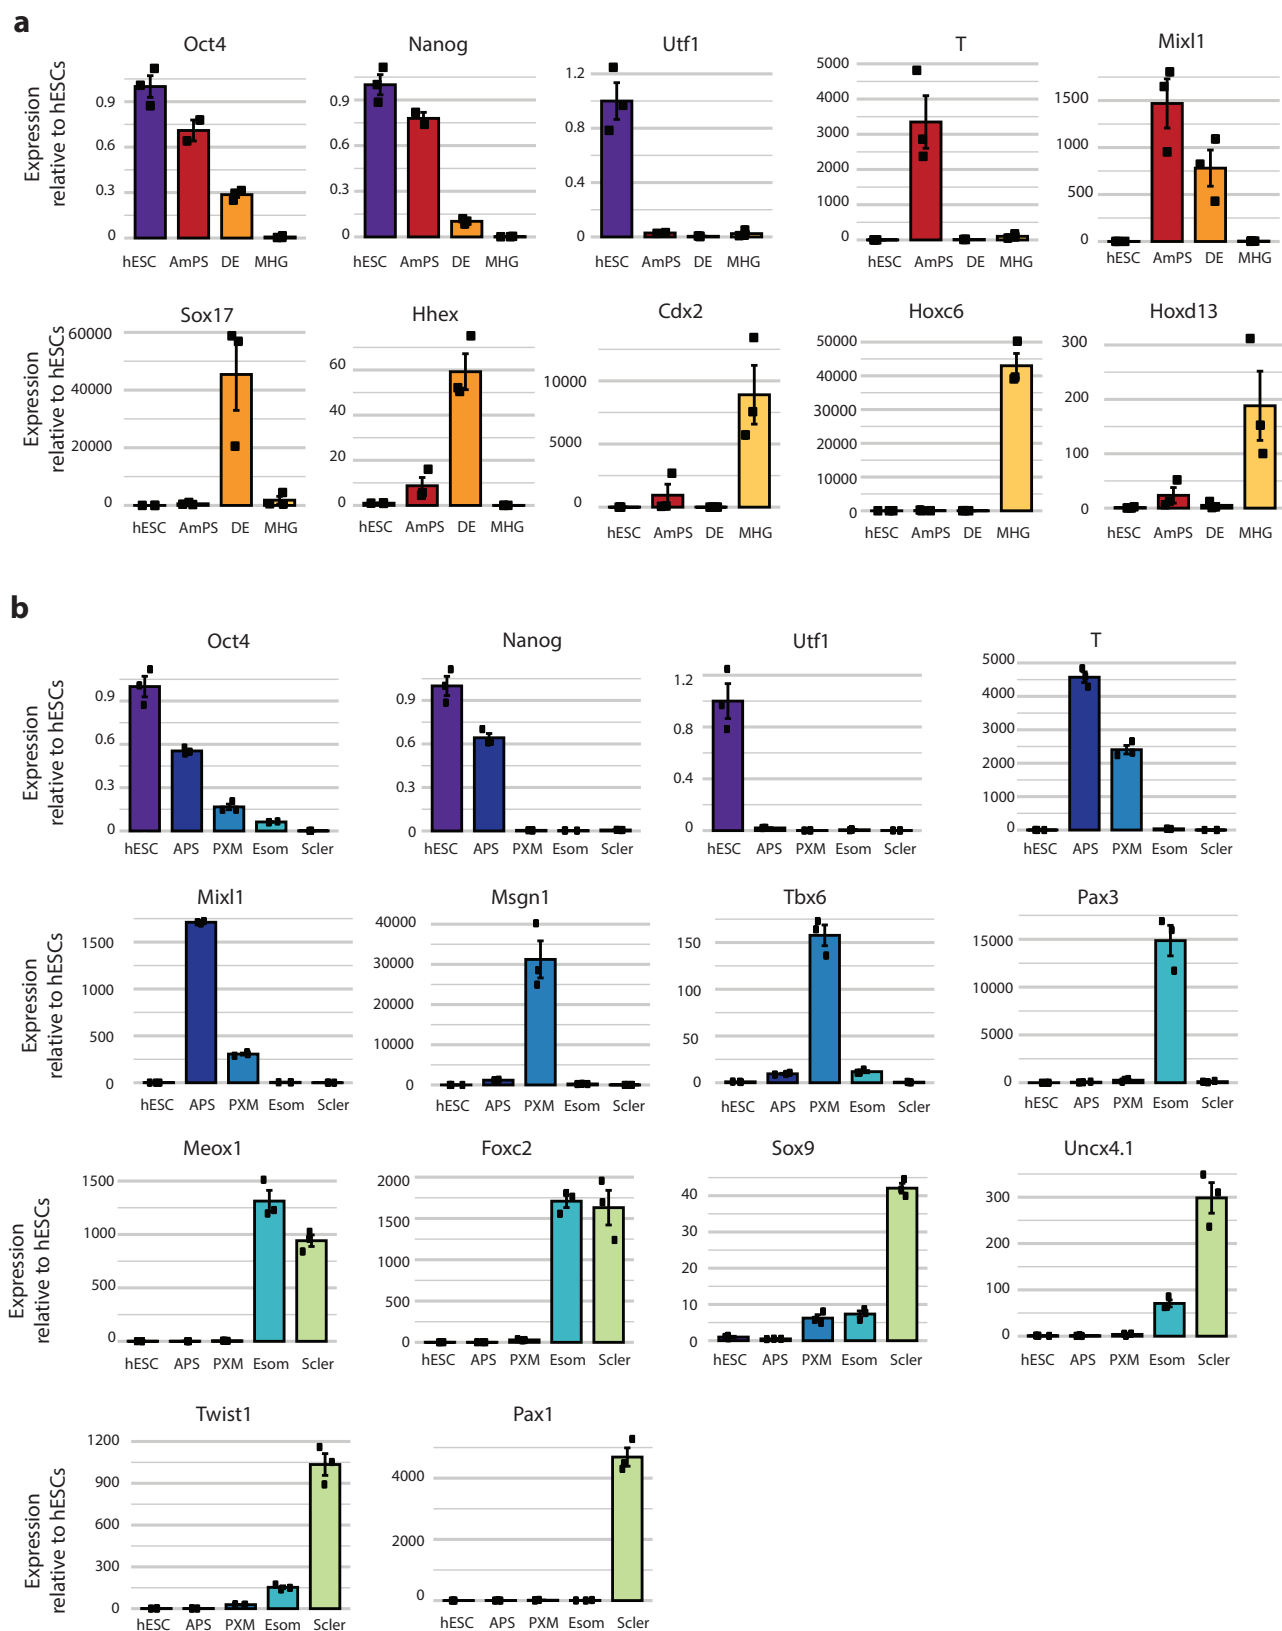 a
Oct4 Nanog Utf1 T Mixl1
Expression
relative to hESCs
0.9 0.6 0.3 0
0.9 0.6 0.3 0
1.2 0.8 0.4 0
5000 4000 3000 2000 1000 0
1500 1000 500 0
hESC AmPS DE MHG hESC AmPS DE MHG hESC AmPS DE MHG hESC AmPS DE MHG hESC AmPS DE MHG
Sox17 Hhex Cdx2 Hoxc6 Hoxd13
Expression
relative to hESCs
60000 40000 20000 0
60 40 20 0
10000 5000 0
50000 40000 30000 20000 10000 0
300 200 100 0
hESC AmPS DE MHG hESC AmPS DE MHG hESC AmPS DE MHG hESC AmPS DE MHG hESC AmPS DE MHG
b
Oct4 Nanog Utf1 T
Expression
relative to hESCs
0.9 0.6 0.3 0
0.9 0.6 0.3 0
1.2 0.8 0.4 0
5000 4000 3000 2000 1000 0
hESC APS PXM Esom Scler hESC APS PXM Esom Scler hESC APS PXM Esom Scler hESC APS PXM Esom Scler
Mixl1 Msgn1 Tbx6 Pax3
Expression
relative to hESCs
1500 1000 500 0
40000 30000 20000 10000 0
150 100 50 0
15000 10000 5000 0
hESC APS PXM Esom Scler hESC APS PXM Esom Scler hESC APS PXM Esom Scler hESC APS PXM Esom Scler
Meox1 Foxc2 Sox9 Uncx4.1
Expression
relative to hESCs
1500 1000 500 0
2000 1500 1000 500 0
40 30 20 10 0
300 200 100 0
hESC APS PXM Esom Scler hESC APS PXM Esom Scler hESC APS PXM Esom Scler hESC APS PXM Esom Scler
Twist1 Pax1
Expression
relative to hESCs
1200 900 600 300 0
4000 2000 0
hESC APS PXM Esom Scler hESC APS PXM Esom Scler